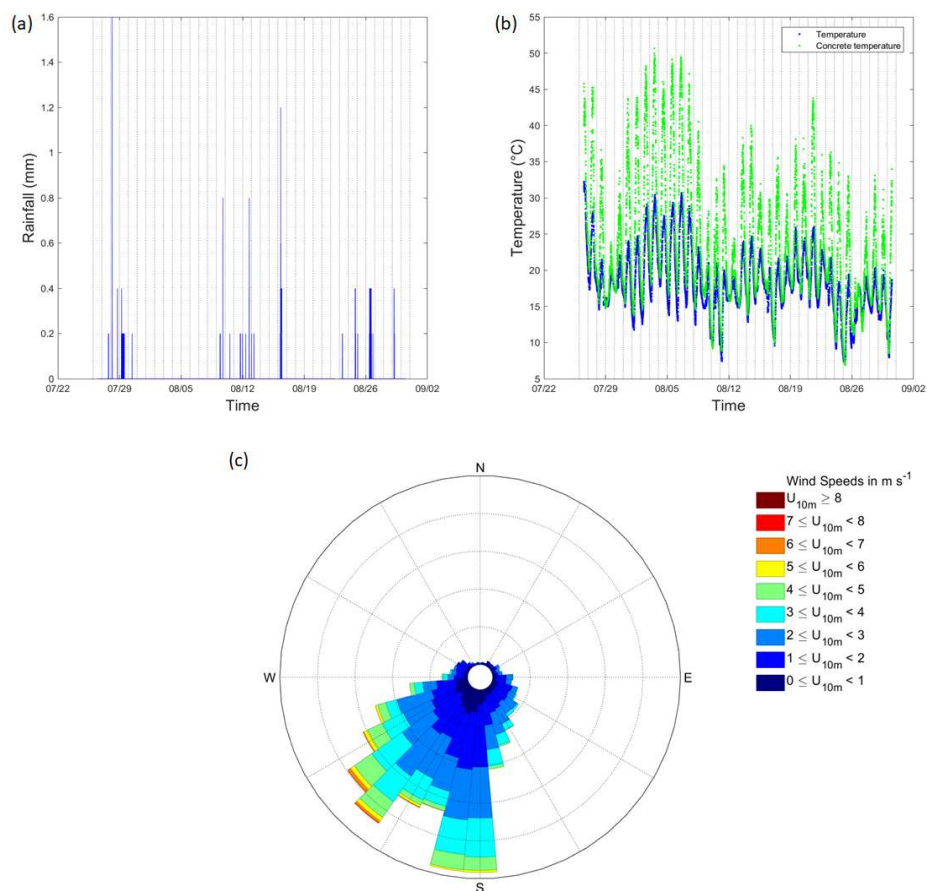 (a)
1.6
1.4
1.2
1
0.8
0.6
0.4
0.2
0
Rainfall (mm)
07/22
07/29
08/05
08/12
08/19
08/26
09/02
Time
(b)
55
50
45
40
35
30
25
20
15
10
5
Temperature (°C)
Temperature
Concrete temperature
07/22
07/29
08/05
08/12
08/19
08/26
09/02
Time
(c)
N
W
E
S
Wind Speeds in m s⁻¹
U10m ≥ 8
7 ≤ U10m < 8
6 ≤ U10m < 7
5 ≤ U10m < 6
4 ≤ U10m < 5
3 ≤ U10m < 4
2 ≤ U10m < 3
1 ≤ U10m < 2
0 ≤ U10m < 1